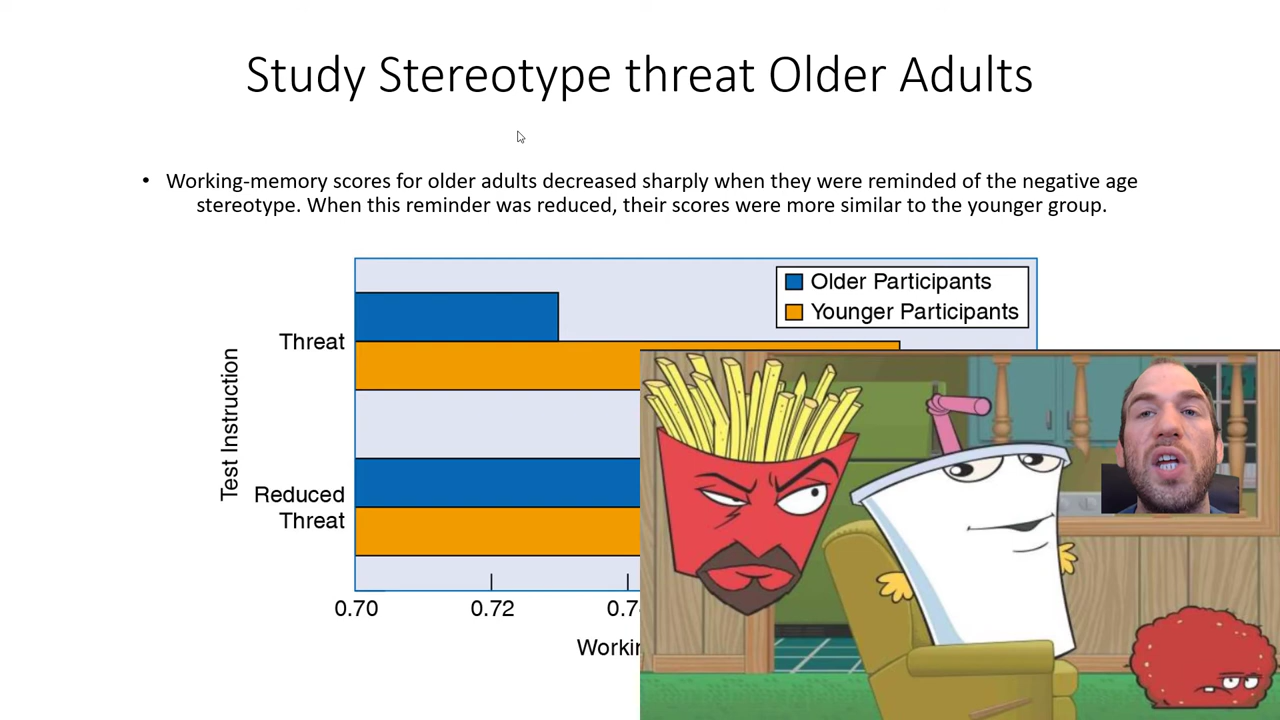 Study Stereotype threat Older Adults
• Working-memory scores for older adults decreased sharply when they were reminded of the negative age
stereotype. When this reminder was reduced, their scores were more similar to the younger group.
Older Participants
Younger Participants
Threat
Test Instruction
Reduced
Threat
0.70 0.72